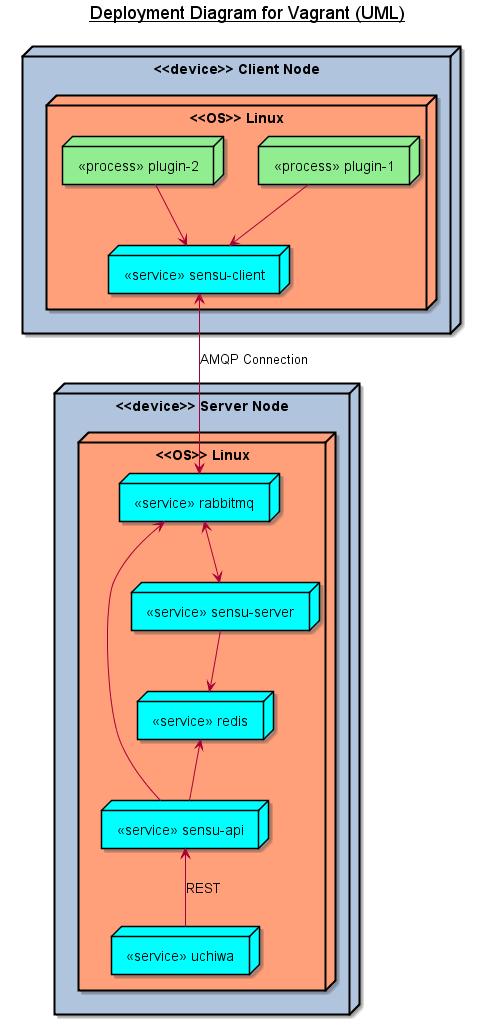 Deployment Diagram for Vagrant (UML)
<<device>> Client Node
<<OS>> Linux
«process» plugin-2
«process» plugin-1
«service» sensu-client
AMQP Connection
<<device>> Server Node
<<OS>> Linux
«service» rabbitmq
«service» sensu-server
«service» redis
«service» sensu-api
REST
«service» uchiwa